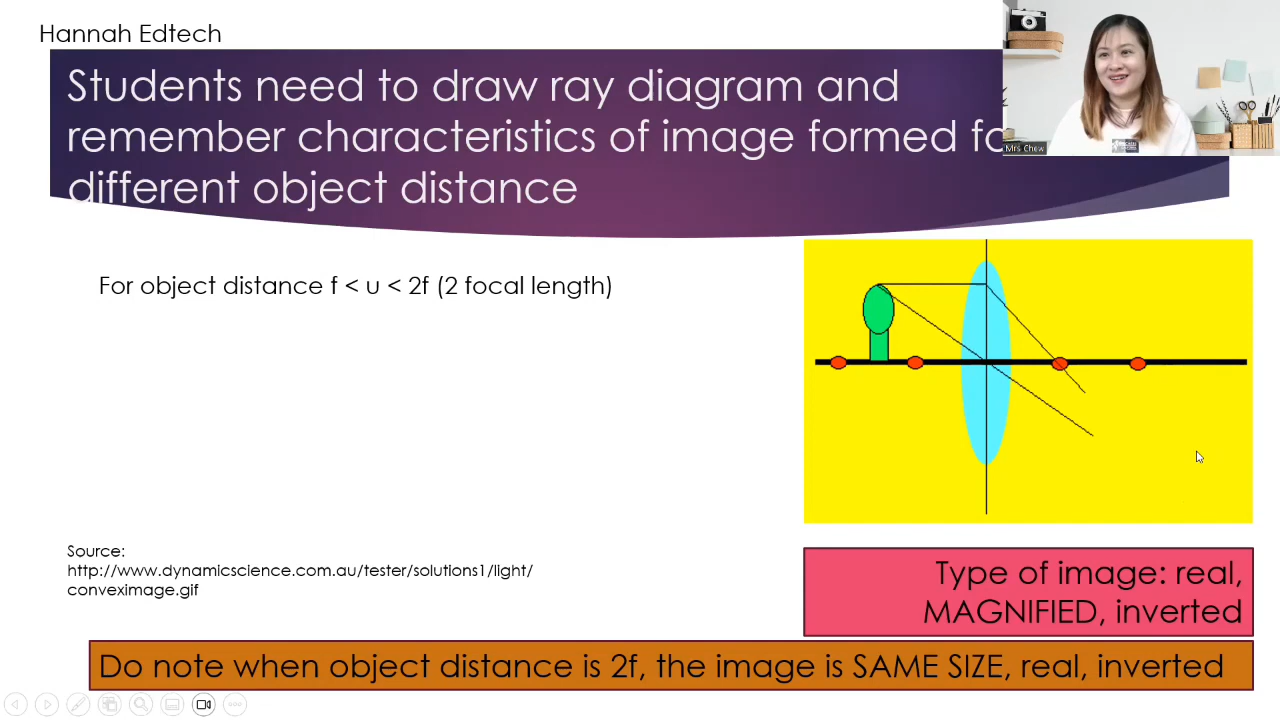 Hannah Edtech
Students need to draw ray diagram and
remember characteristics of image formed
different object distance
Mrs Chew
For object distance f < u < 2f (2 focal length)
Source:
http://www.dynamicscience.com.au/tester/solutions1/light/
conveximage.gif
Type of image: real,
MAGNIFIED, inverted
Do note when object distance is 2f, the image is SAME SIZE, real, inverted